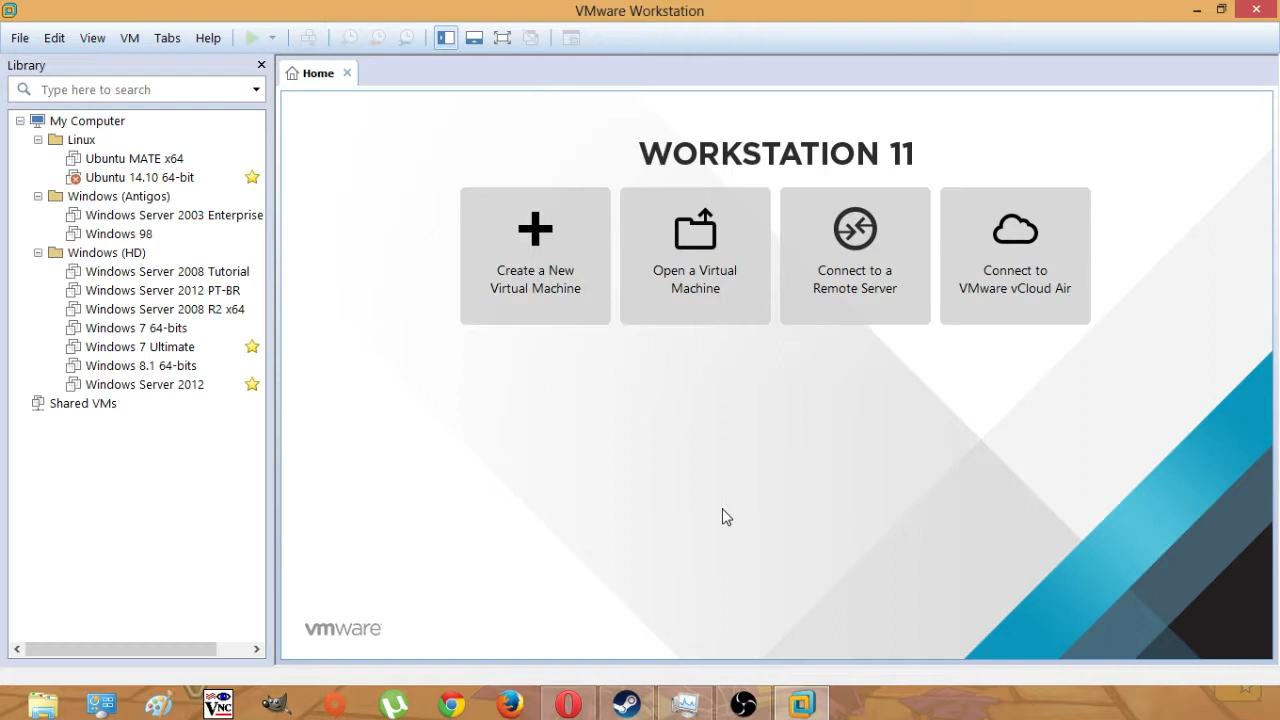 VMware Workstation
File Edit View VM Tabs Help
Library
Home
Type here to search
My Computer
Linux
Ubuntu MATE x64
Ubuntu 14.10 64-bit
Windows (Antigos)
Windows Server 2003 Enterprise
Windows 98
Windows (HD)
Windows Server 2008 Tutorial
Windows Server 2012 PT-BR
Windows Server 2008 R2 x64
Windows 7 64-bits
Windows 7 Ultimate
Windows 8.1 64-bits
Windows Server 2012
Shared VMs
WORKSTATION 11
Create a New
Virtual Machine
Open a Virtual
Machine
Connect to a
Remote Server
Connect to
VMware vCloud Air
vmware
VNC